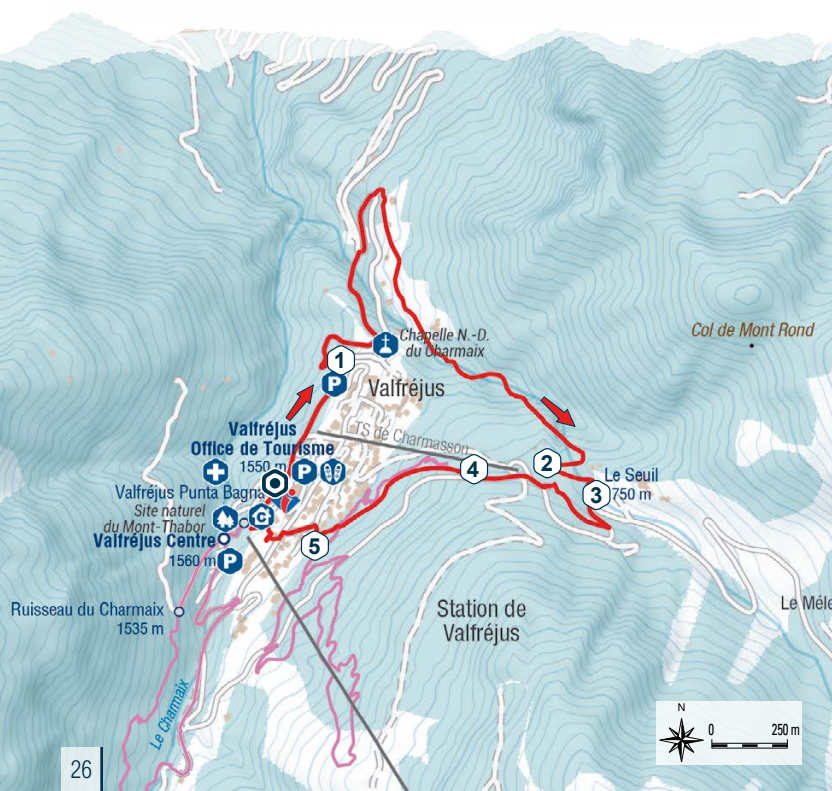 Chapelle N.-D.
du Charmaix
Col de Mont Rond
1
P
Valfréjus
Valfréjus
Office de Tourisme
1550 m
P
TS de Charmasson
2
4
Le Seuil
3
750 m
Valfréjus Punta Bagna
Site naturel
du Mont-Thabor
C
Valfréjus Centre
1560 m
P
5
Ruisseau du Charmaix
1535 m
Station de
Valfréjus
Le Méle
Le Charmaix
N
0 250 m
26